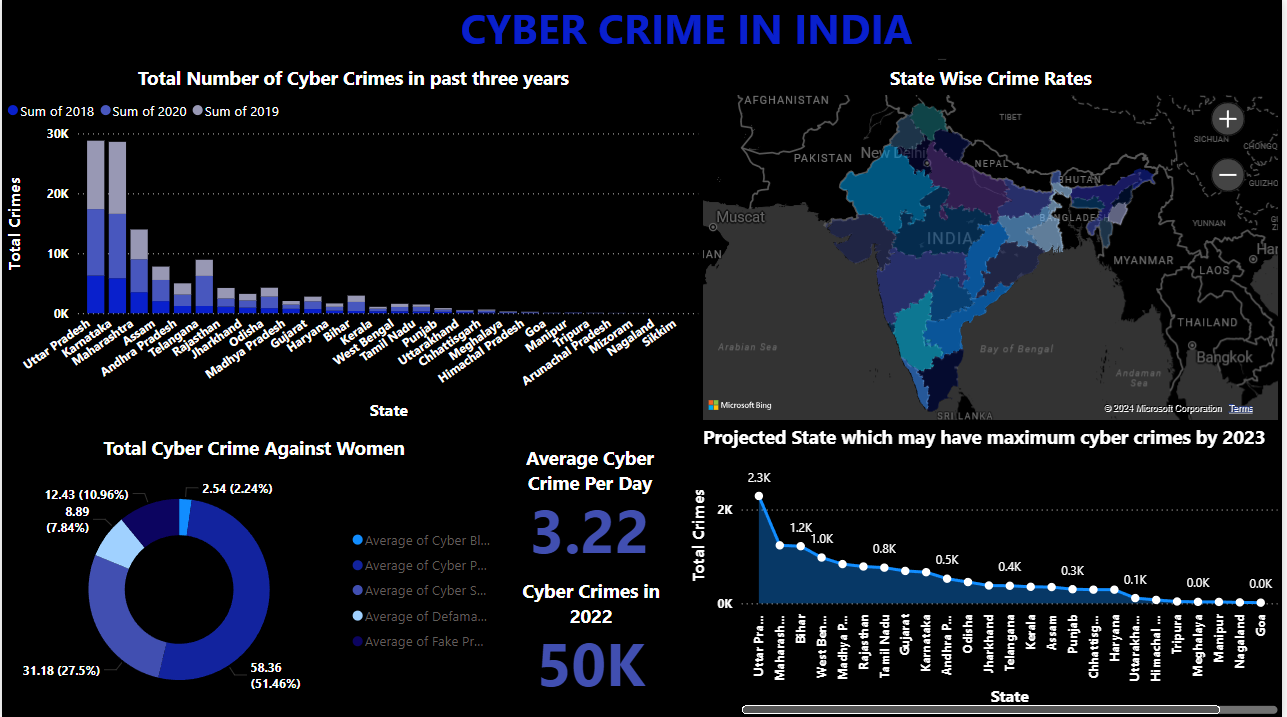 CYBER CRIME IN INDIA
Total Number of Cyber Crimes in past three years
Sum of 2018 Sum of 2020 Sum of 2019
30K
20K
10K
0K
Total Crimes
Uttar Pradesh
Karnataka
Maharashtra
Assam
Andhra Pradesh
Telangana
Rajasthan
Jharkhand
Odisha
Madhya Pradesh
Gujarat
Haryana
Bihar
Kerala
West Bengal
Tamil Nadu
Punjab
Uttarakhand
Chhattisgarh
Meghalaya
Himachal Pradesh
Goa
Manipur
Tripura
Arunachal Pradesh
Mizoram
Nagaland
Sikkim
State
State Wise Crime Rates
AFGHANISTAN
TIBET
SICHUAN
CHONGQ
PAKISTAN
New Delhi
NEPAL
BHUTAN
GUIZHO
Muscat
BANGLADESH
YUNNAN
INDIA
IAN
MYANMAR
Ha
LAOS
THAILAND
Arabian Sea
Bay of Bengal
Bangkok
Andaman
Sea
Microsoft Bing
© 2024 Microsoft Corporation Terms
SRI LANKA
Total Cyber Crime Against Women
2.54 (2.24%)
12.43 (10.96%)
8.89
(7.84%)
31.18 (27.5%)
58.36
(51.46%)
Average of Cyber Bl...
Average of Cyber P...
Average of Cyber S...
Average of Defama...
Average of Fake Pr...
Average Cyber
Crime Per Day
3.22
Cyber Crimes in
2022
50K
Projected State which may have maximum cyber crimes by 2023
Total Crimes
2K
0K
2.3K
1.2K
1.0K
0.8K
0.5K
0.4K
0.3K
0.1K
0.0K
0.0K
Uttar Pra...
Maharash...
Bihar
West Ben...
Madhya P...
Rajasthan
Tamil Nadu
Gujarat
Karnataka
Andhra P...
Odisha
Jharkhand
Telangana
Kerala
Assam
Punjab
Chhattisg...
Haryana
Uttarakha...
Himachal ...
Tripura
Meghalaya
Manipur
Nagaland
Goa
State